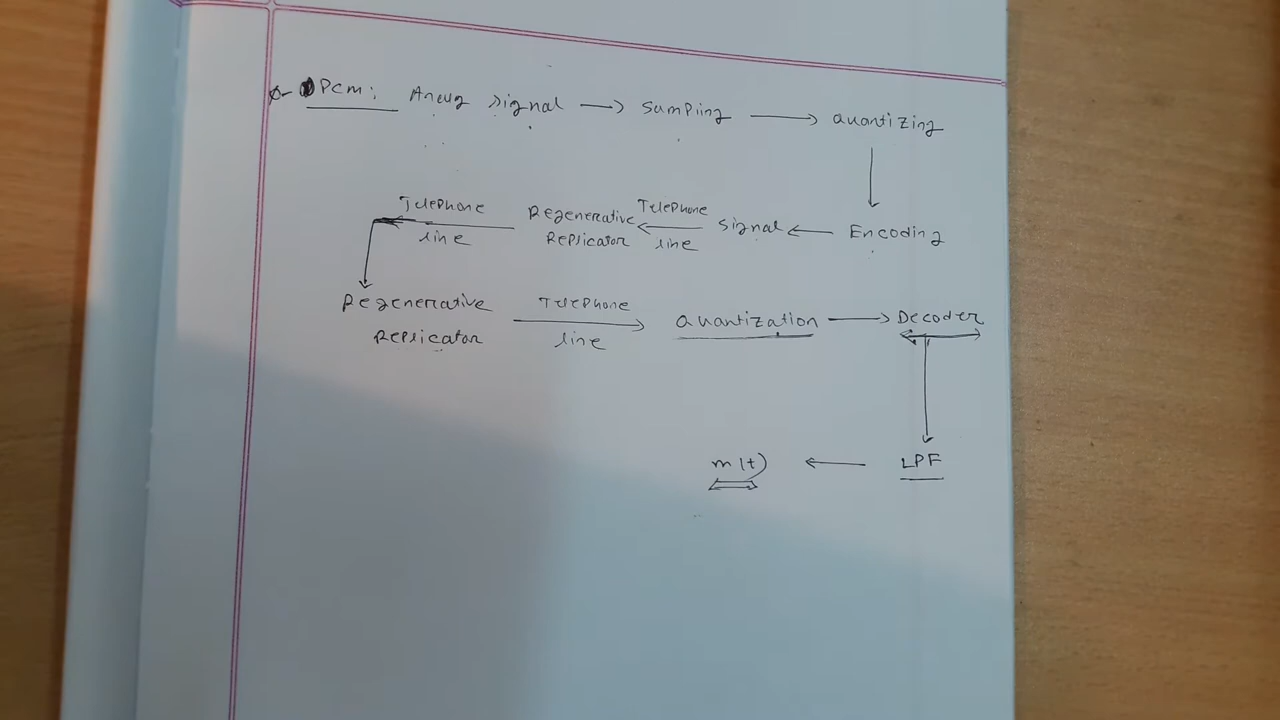 PCM: Analog signal → Sampling → Quantizing
Telephone line ← Regenerative Replicator ← Telephone line Signal ← Encoding
Regenerative Replicator Telephone line → Quantization → Decoder
m(t) ← LPF